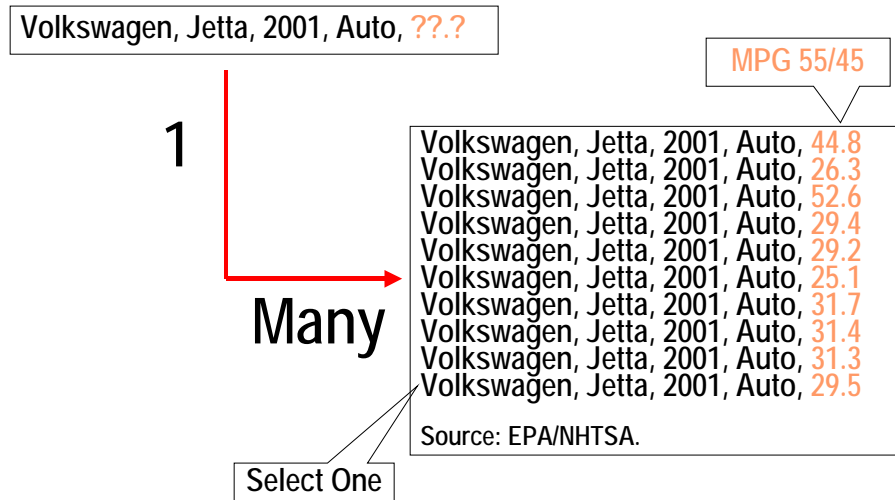 Volkswagen, Jetta, 2001, Auto, ??.?
MPG 55/45
1
Many
Volkswagen, Jetta, 2001, Auto, 44.8
Volkswagen, Jetta, 2001, Auto, 26.3
Volkswagen, Jetta, 2001, Auto, 52.6
Volkswagen, Jetta, 2001, Auto, 29.4
Volkswagen, Jetta, 2001, Auto, 29.2
Volkswagen, Jetta, 2001, Auto, 25.1
Volkswagen, Jetta, 2001, Auto, 31.7
Volkswagen, Jetta, 2001, Auto, 31.4
Volkswagen, Jetta, 2001, Auto, 31.3
Volkswagen, Jetta, 2001, Auto, 29.5
Source: EPA/NHTSA.
Select One